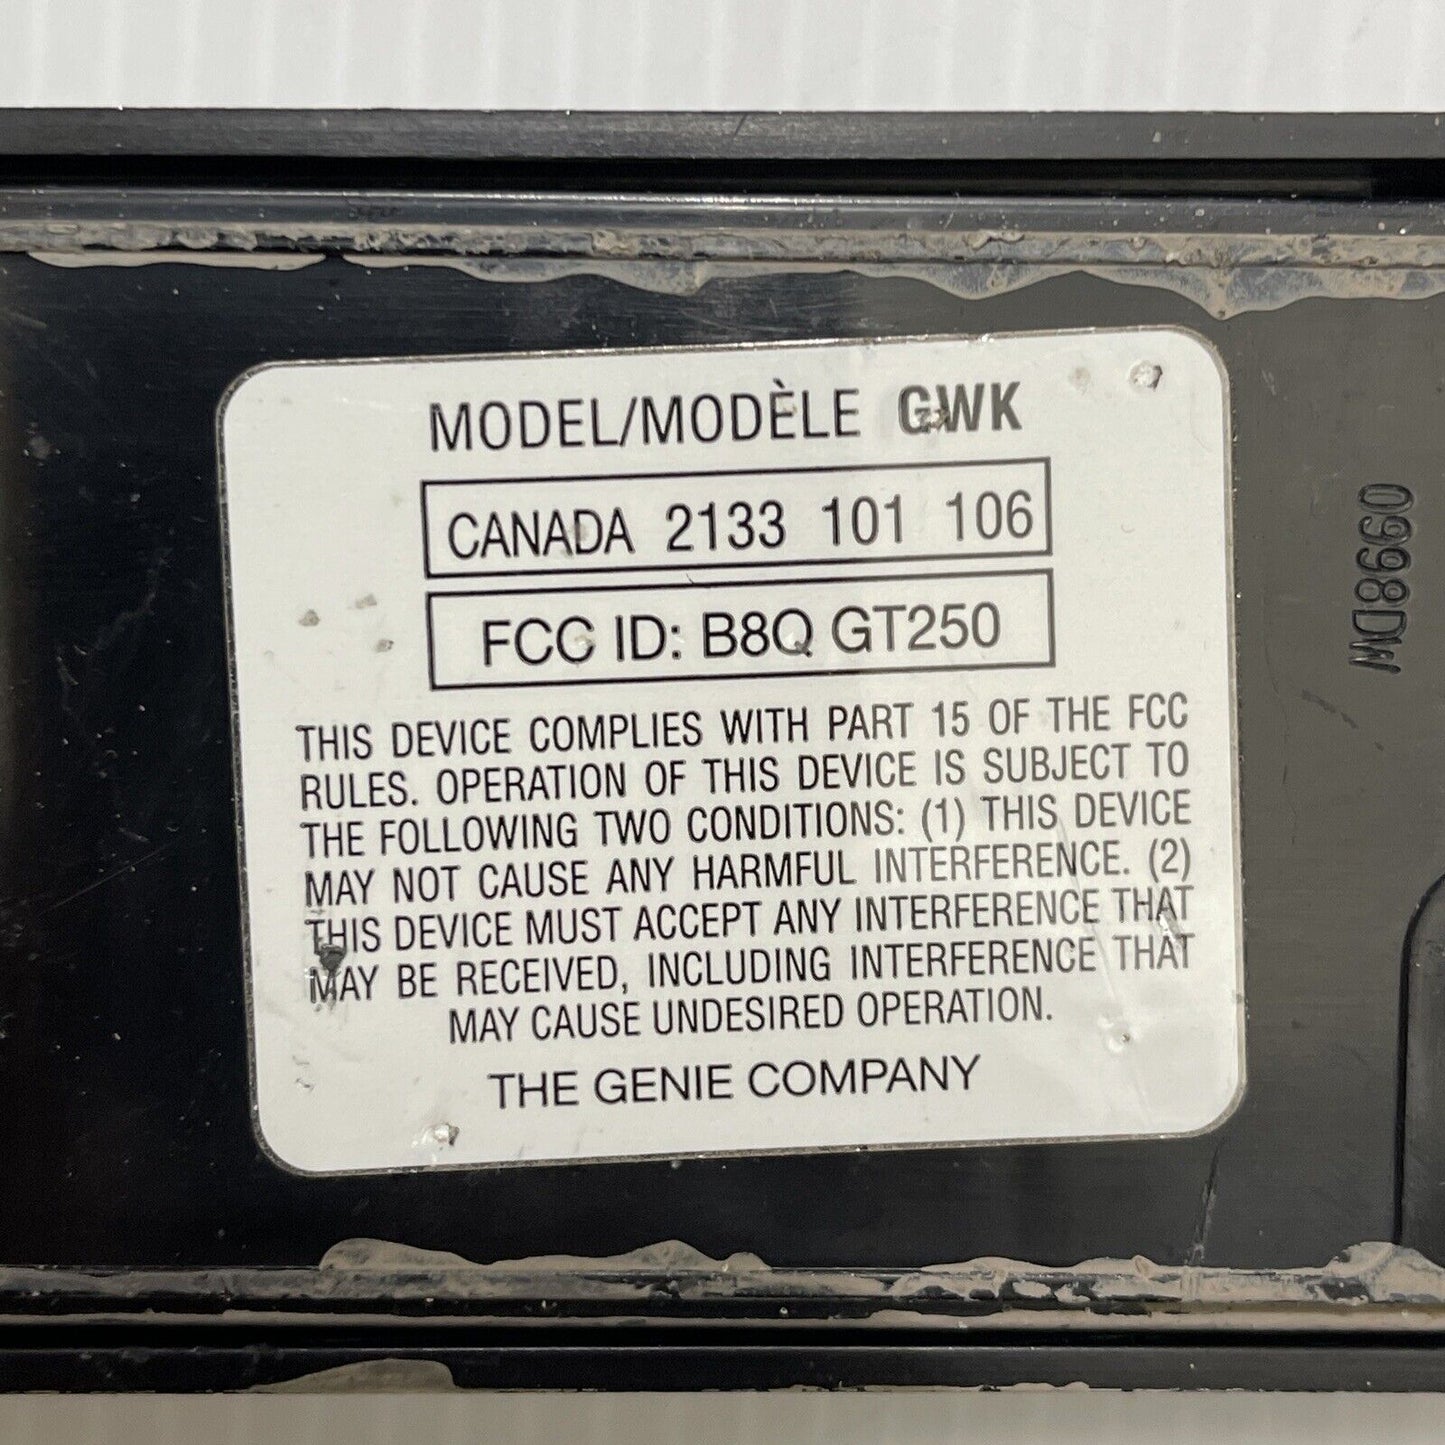 MODEL/MODÈLE GWK
CANADA 2133 101 106
FCC ID: B8Q GT250
THIS DEVICE COMPLIES WITH PART 15 OF THE FCC
RULES. OPERATION OF THIS DEVICE IS SUBJECT TO
THE FOLLOWING TWO CONDITIONS: (1) THIS DEVICE
MAY NOT CAUSE ANY HARMFUL INTERFERENCE. (2)
THIS DEVICE MUST ACCEPT ANY INTERFERENCE THAT
MAY BE RECEIVED, INCLUDING INTERFERENCE THAT
MAY CAUSE UNDESIRED OPERATION.
THE GENIE COMPANY
0998DW